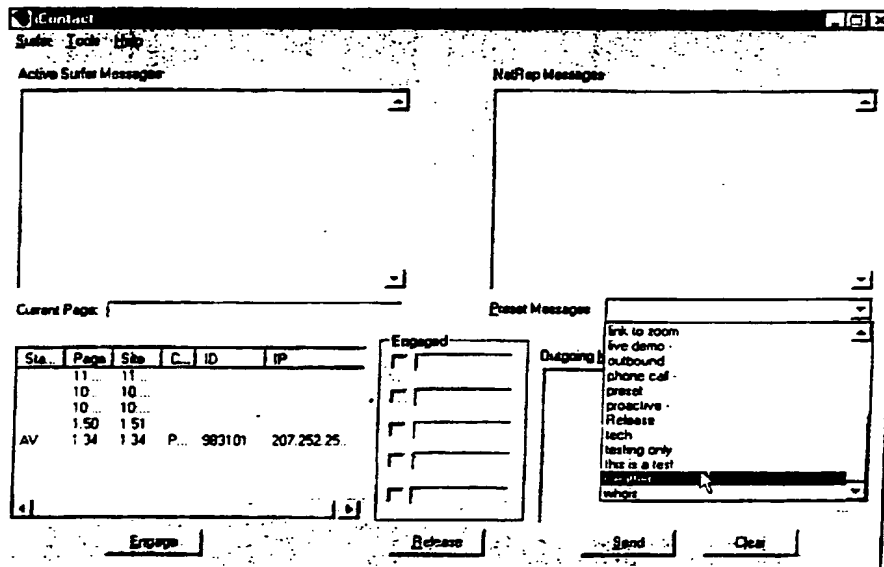 iContact
Surfer Tools Help
Active Surfer Messages
NetRep Messages
Current Page:
Preset Messages
link to zoom
live demo -
outbound
phone call -
preset
proactive -
Release
tech
testing only
this is a test
whois
Sta... Page Site C... ID IP
11... 11...
10... 10...
10... 10...
1:50 1:51
AV 1:34 1:34 P... 983101 207.252.25...
Engaged
Outgoing
Engage
Release
Send
Clear